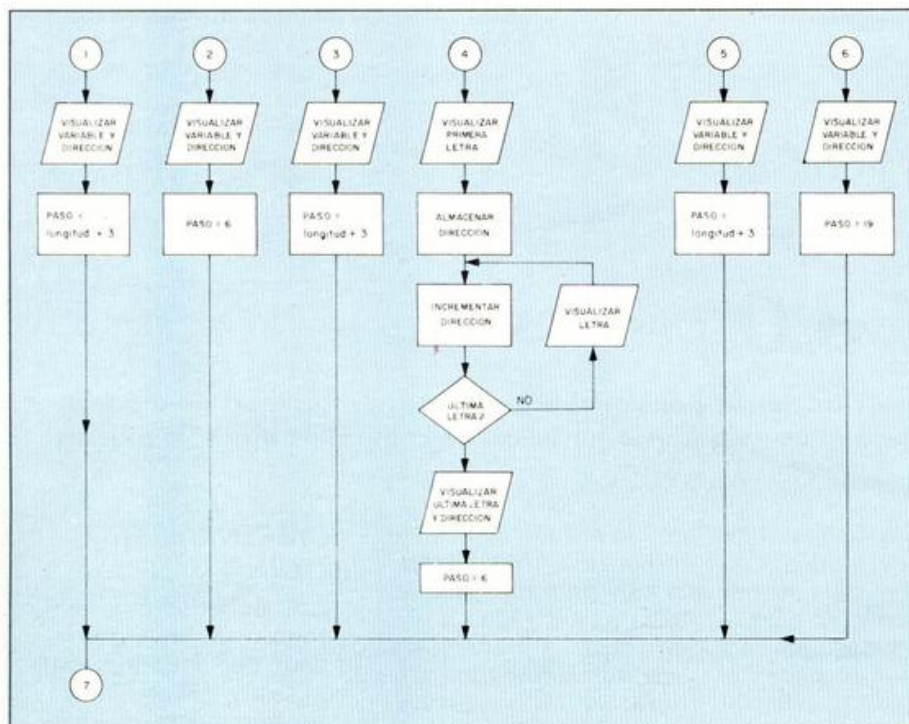 1
2
3
4
5
6
VISUALIZAR
VARIABLE Y
DIRECCION
VISUALIZAR
VARIABLE Y
DIRECCION
VISUALIZAR
VARIABLE Y
DIRECCION
VISUALIZAR
PRIMERA
LETRA
VISUALIZAR
VARIABLE Y
DIRECCION
VISUALIZAR
VARIABLE Y
DIRECCION
PASO =
longitud + 3
PASO = 6
PASO =
longitud + 3
ALMACENAR
DIRECCION
PASO =
longitud + 3
PASO = 19
INCREMENTAR
DIRECCION
VISUALIZAR
LETRA
ULTIMA
LETRA?
NO
VISUALIZAR
ULTIMA LETRA
Y DIRECCION
PASO = 6
7